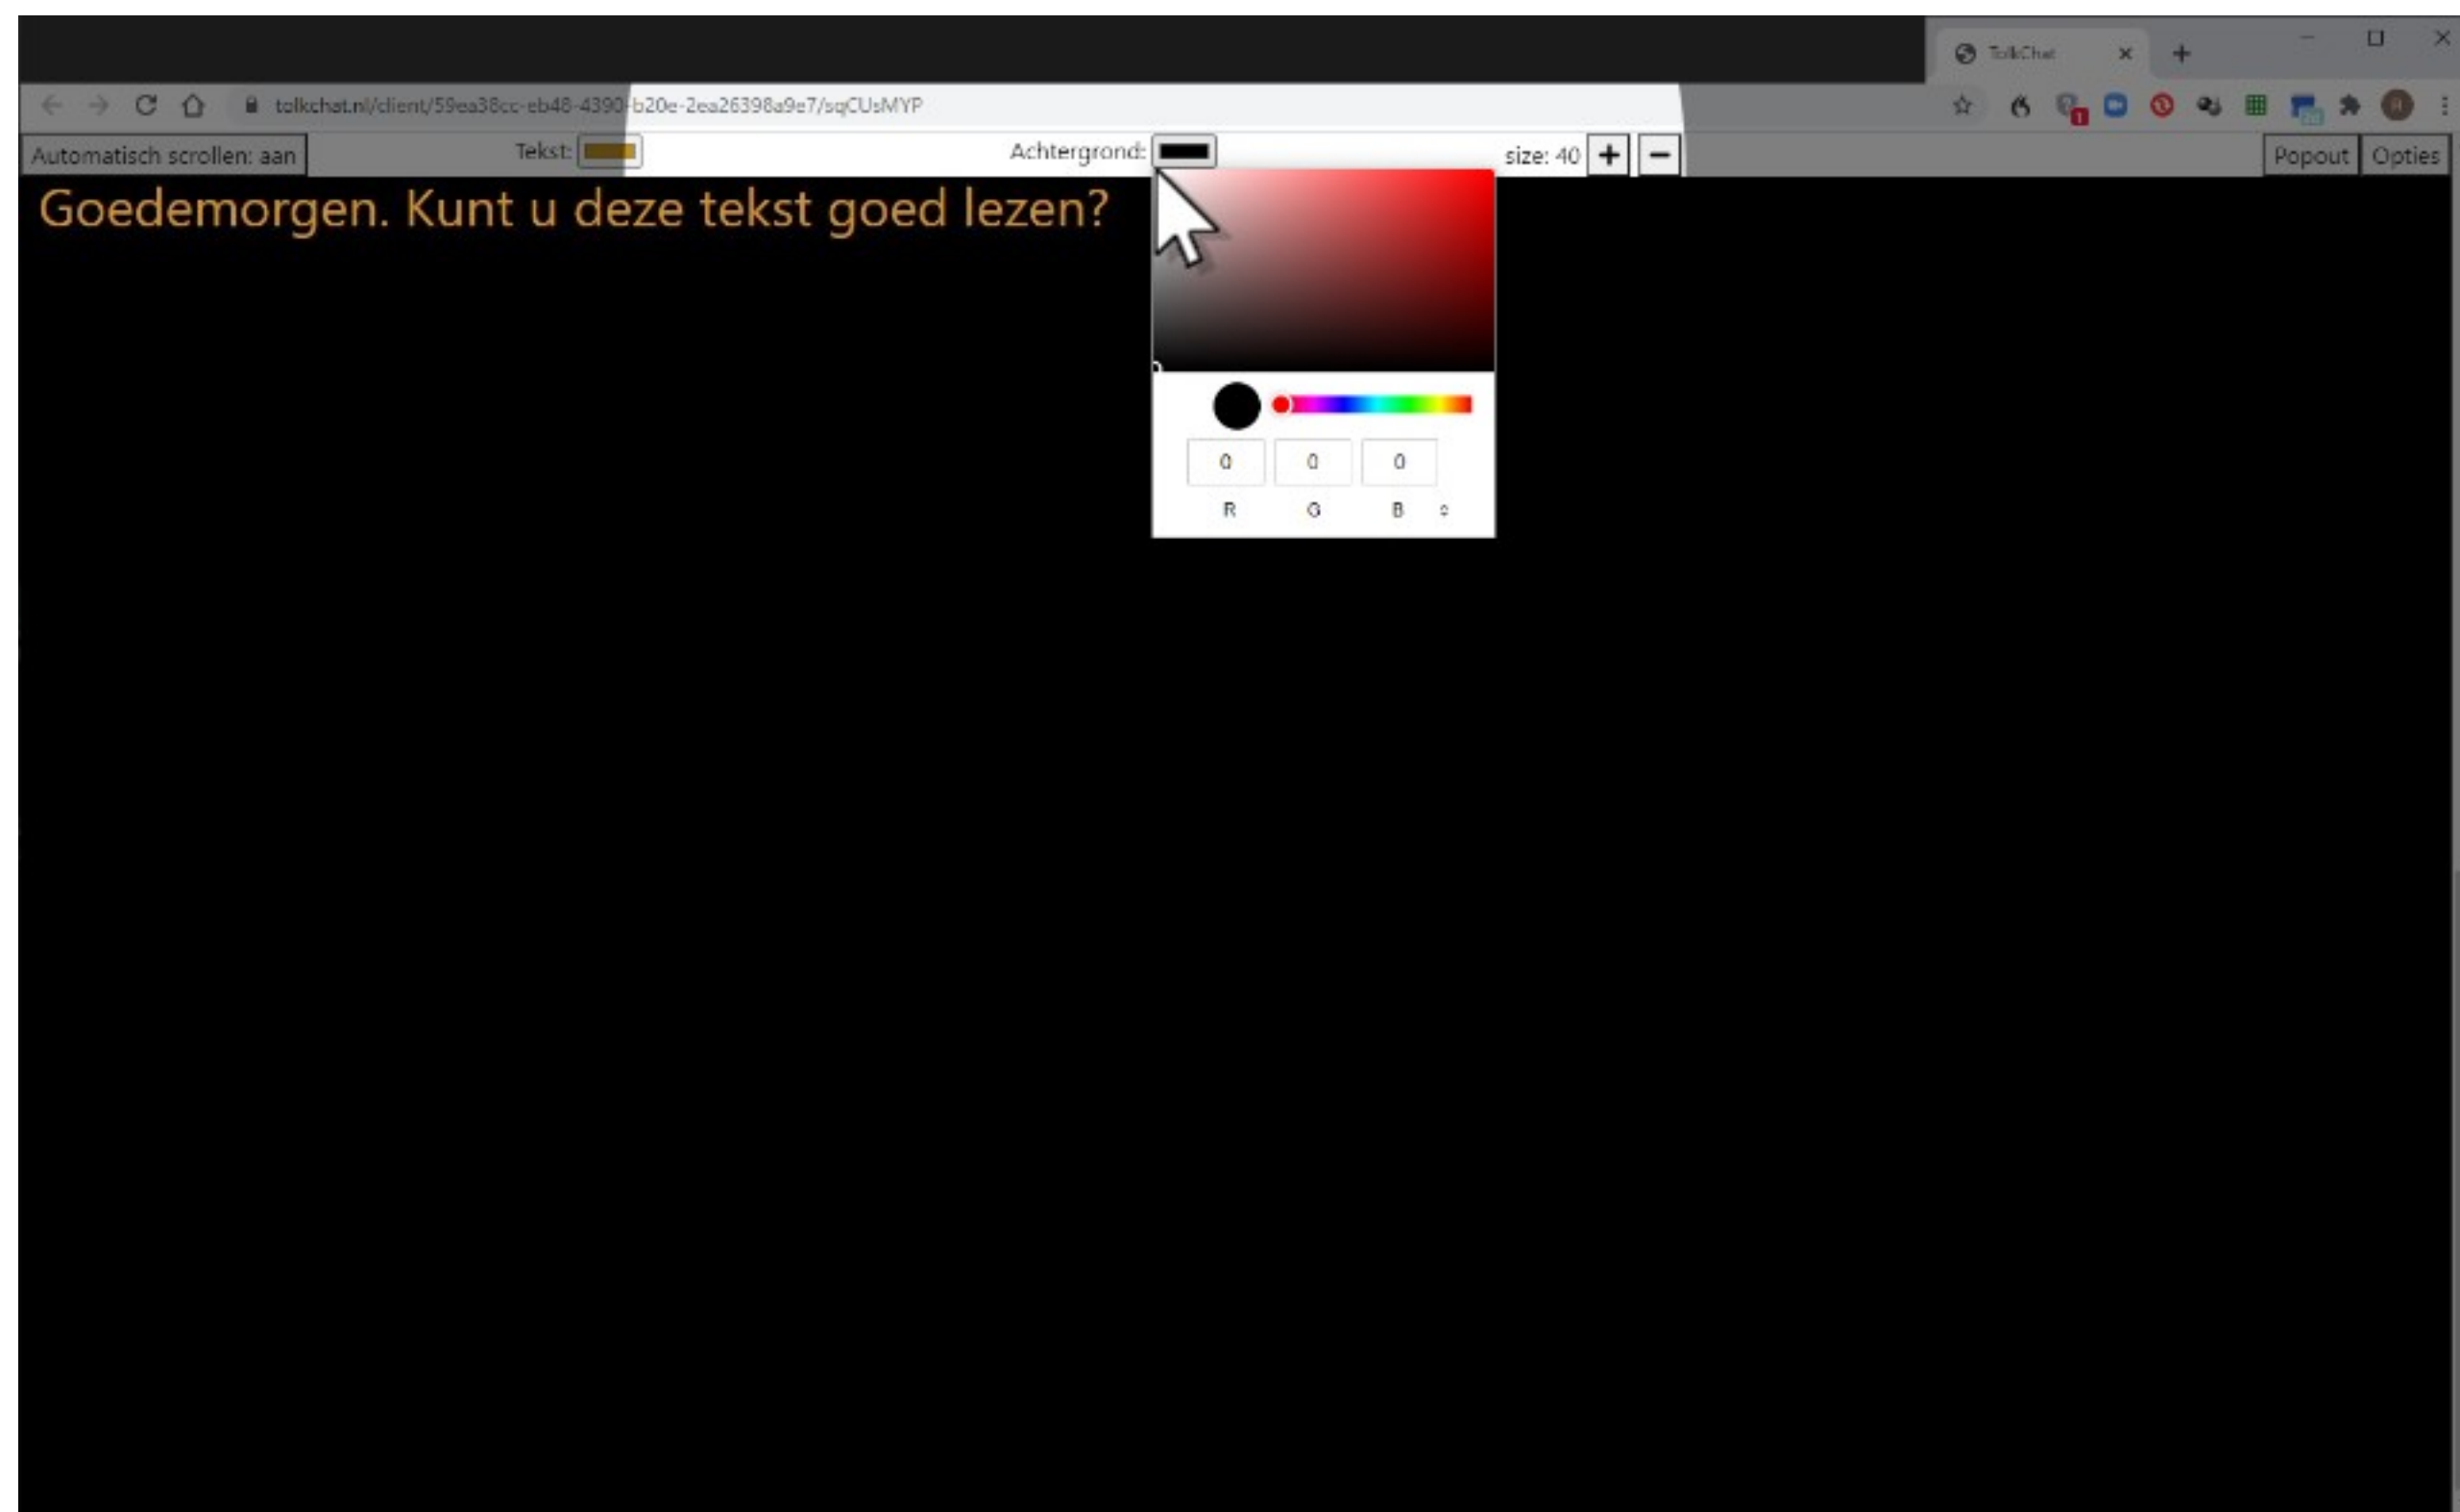 TolkChat
tolkchat.nl/client/59ea38cc-eb48-4390-b20e-2ea26398a9e7/sqCUsMYP
Automatisch scrollen: aan Tekst: Achtergrond: size: 40 + − Popout Opties
Goedemorgen. Kunt u deze tekst goed lezen?
0 0 0
R G B